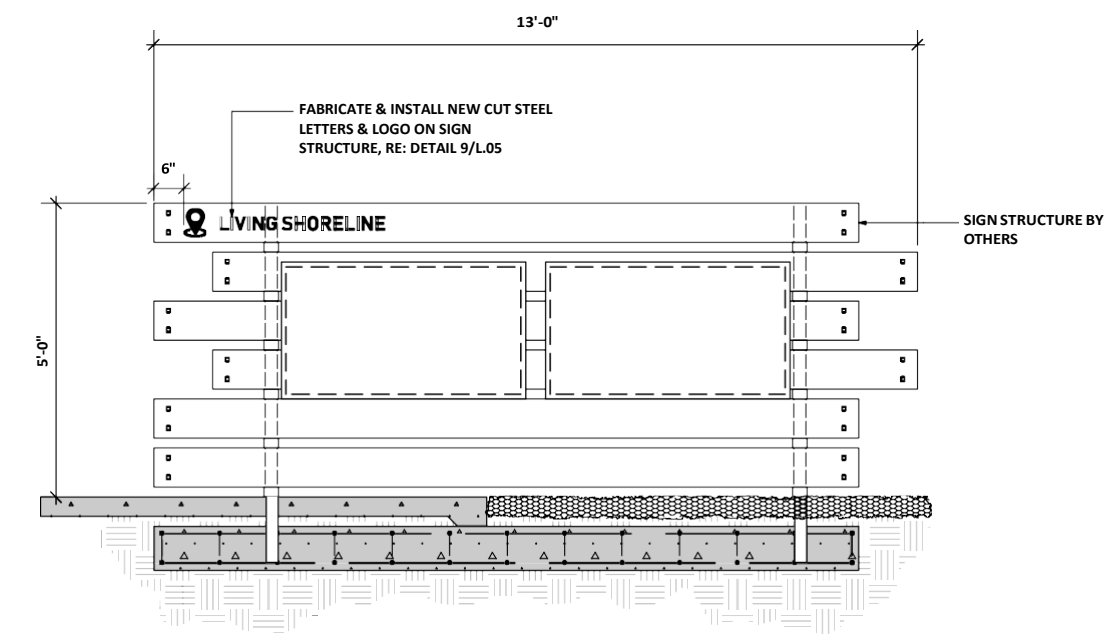 13'-0"
FABRICATE & INSTALL NEW CUT STEEL
LETTERS & LOGO ON SIGN
STRUCTURE, RE: DETAIL 9/L.05
6"
LIVING SHORELINE
SIGN STRUCTURE BY
OTHERS
5'-0"